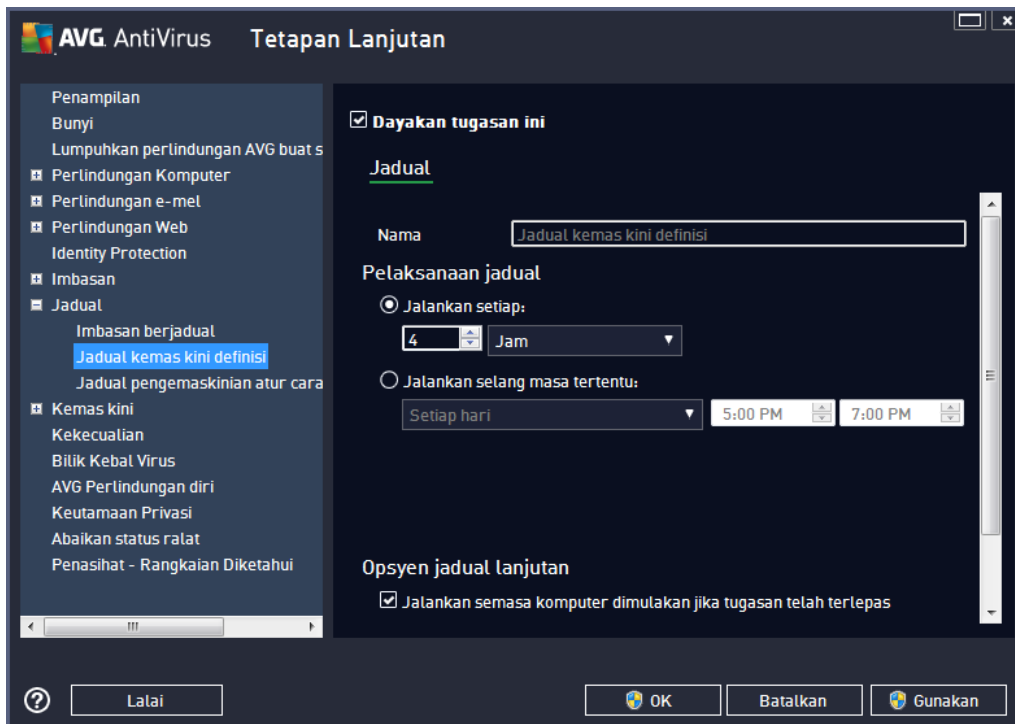 AVG. AntiVirus Tetapan Lanjutan
Penampilan
Bunyi
Lumpuhkan perlindungan AVG buat s
Perlindungan Komputer
Perlindungan e-mel
Perlindungan Web
Identity Protection
Imbasan
Jadual
Imbasan berjadual
Jadual kemas kini definisi
Jadual pengemaskinian atur cara
Kemas kini
Kekecualian
Bilik Kebal Virus
AVG Perlindungan diri
Keutamaan Privasi
Abaikan status ralat
Penasihat - Rangkaian Diketahui
Dayakan tugasan ini
Jadual
Nama Jadual kemas kini definisi
Pelaksanaan jadual
Jalankan setiap:
4 Jam
Jalankan selang masa tertentu:
Setiap hari 5:00 PM 7:00 PM
Opsyen jadual lanjutan
Jalankan semasa komputer dimulakan jika tugasan telah terlepas
? Lalai OK Batalkan Gunakan